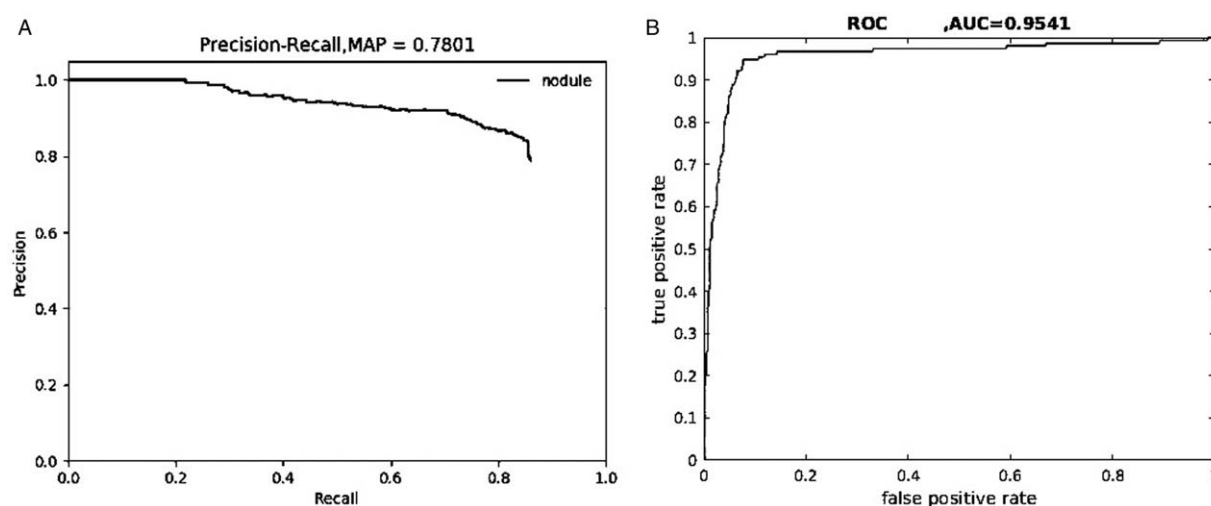 A
Precision-Recall,MAP = 0.7801
nodule
1.0
0.8
0.6
0.4
0.2
0.0
Precision
0.0 0.2 0.4 0.6 0.8 1.0
Recall
B
ROC ,AUC=0.9541
1
0.9
0.8
0.7
0.6
0.5
0.4
0.3
0.2
0.1
0
true positive rate
0 0.2 0.4 0.6 0.8
false positive rate